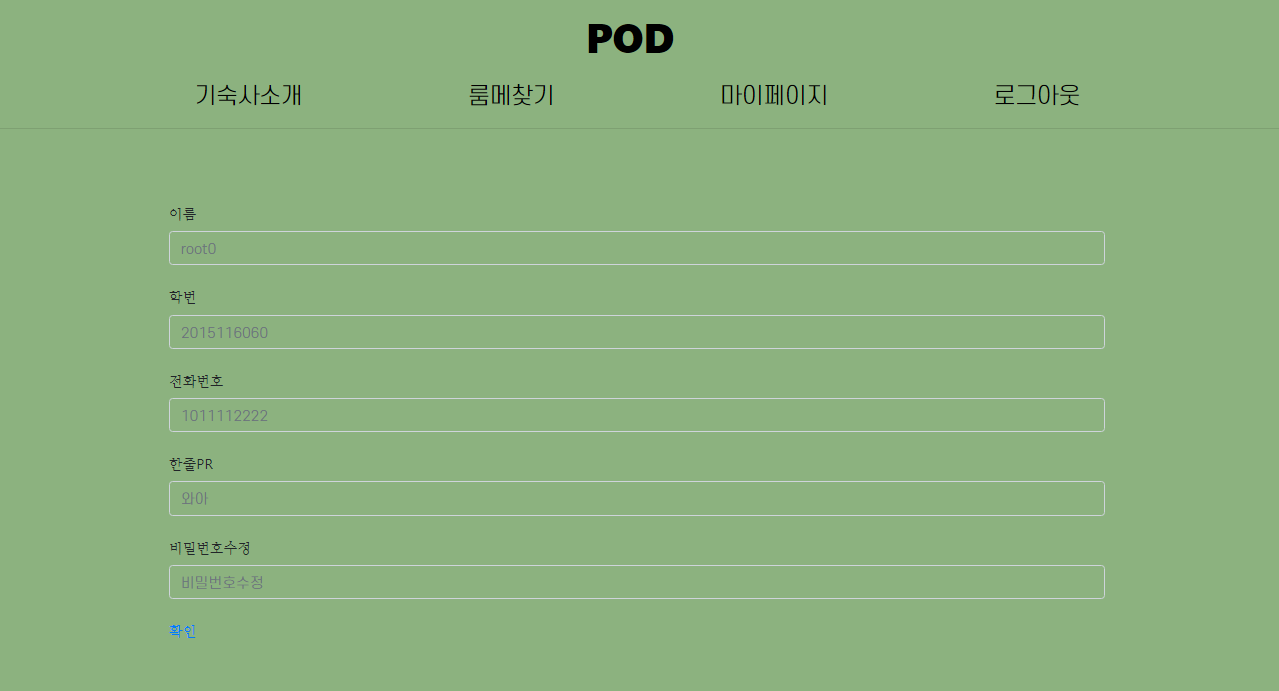 POD
기숙사소개 룸메찾기 마이페이지 로그아웃
이름
root0
학번
2015116060
전화번호
1011112222
한줄PR
와아
비밀번호수정
비밀번호수정
확인